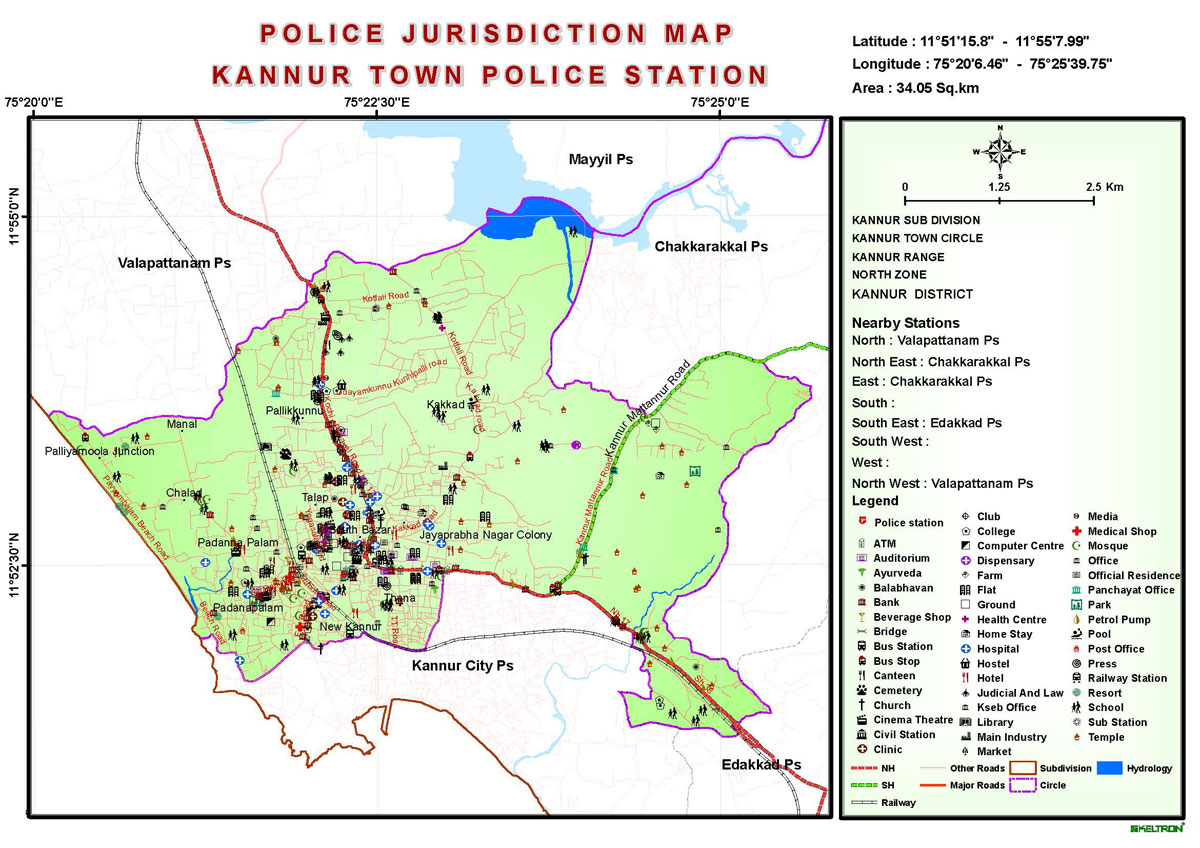 POLICE JURISDICTION MAP
KANNUR TOWN POLICE STATION
Latitude : 11°51'15.8" - 11°55'7.99"
Longitude : 75°20'6.46" - 75°25'39.75"
Area : 34.05 Sq.km
75°20'0"E
75°22'30"E
75°25'0"E
11°55'0"N
11°52'30"N
Mayyil Ps
Chakkarakkal Ps
Valapattanam Ps
Kottali Road
Kottali Road
Udayamkunnu Kunhipalli road
Kannur Mattannur Road
Kannur Mattannur Road
Pallikkunnu
Kakkad
Manal
Palliyamoola Junction
Payyambalam Beach Road
Chalad
Talap
South Bazar
Kakkad Road
Jayaprabha Nagar Colony
Padanna Palam
Padanapalam
Beach Road
Thana
New Kannur
NH 17
Kannur City Ps
Edakkad Ps
N
W
E
S
0
1.25
2.5 Km
KANNUR SUB DIVISION
KANNUR TOWN CIRCLE
KANNUR RANGE
NORTH ZONE
KANNUR DISTRICT
Nearby Stations
North : Valapattanam Ps
North East : Chakkarakkal Ps
East : Chakkarakkal Ps
South :
South East : Edakkad Ps
South West :
West :
North West : Valapattanam Ps
Legend
Police station
ATM
Auditorium
Ayurveda
Balabhavan
Bank
Beverage Shop
Bridge
Bus Station
Bus Stop
Canteen
Cemetery
Church
Cinema Theatre
Civil Station
Clinic
Club
College
Computer Centre
Dispensary
Farm
Flat
Ground
Health Centre
Home Stay
Hospital
Hostel
Hotel
Judicial And Law
Kseb Office
Library
Main Industry
Market
Media
Medical Shop
Mosque
Office
Official Residence
Panchayat Office
Park
Petrol Pump
Pool
Post Office
Press
Railway Station
Resort
School
Sub Station
Temple
NH
SH
Railway
Other Roads
Major Roads
Subdivision
Circle
Hydrology
KELTRON